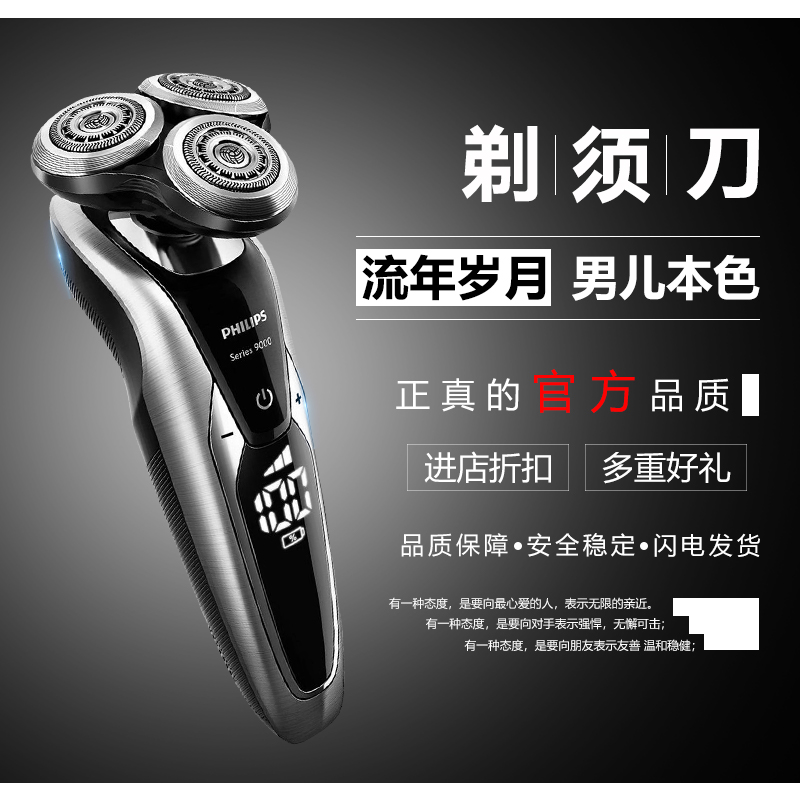 剃须刀
流年岁月 男儿本色
PHILIPS
Series 9000
正真的官方品质
进店折扣 多重好礼
品质保障•安全稳定•闪电发货
有一种态度，是要向最心爱的人，表示无限的亲近。
有一种态度，是要向对手表示强悍，无懈可击；
有一种态度，是要向朋友表示友善 温和稳健；
+
-
00
%